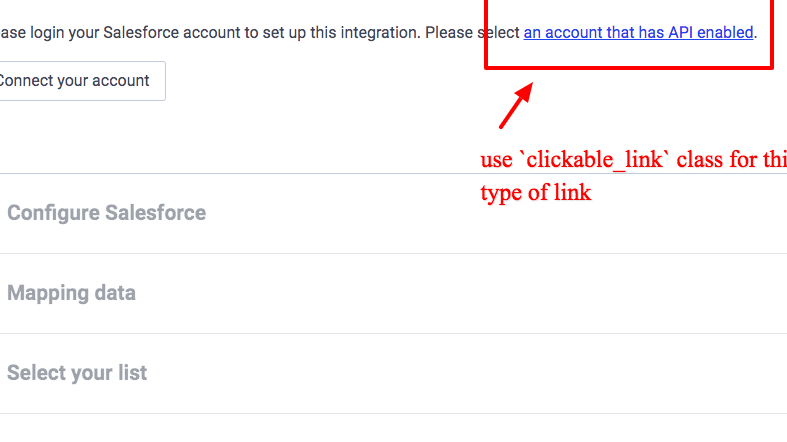 ase login your Salesforce account to set up this integration. Please select an account that has API enabled.
Connect your account
use `clickable_link` class for thi
type of link
Configure Salesforce
Mapping data
Select your list